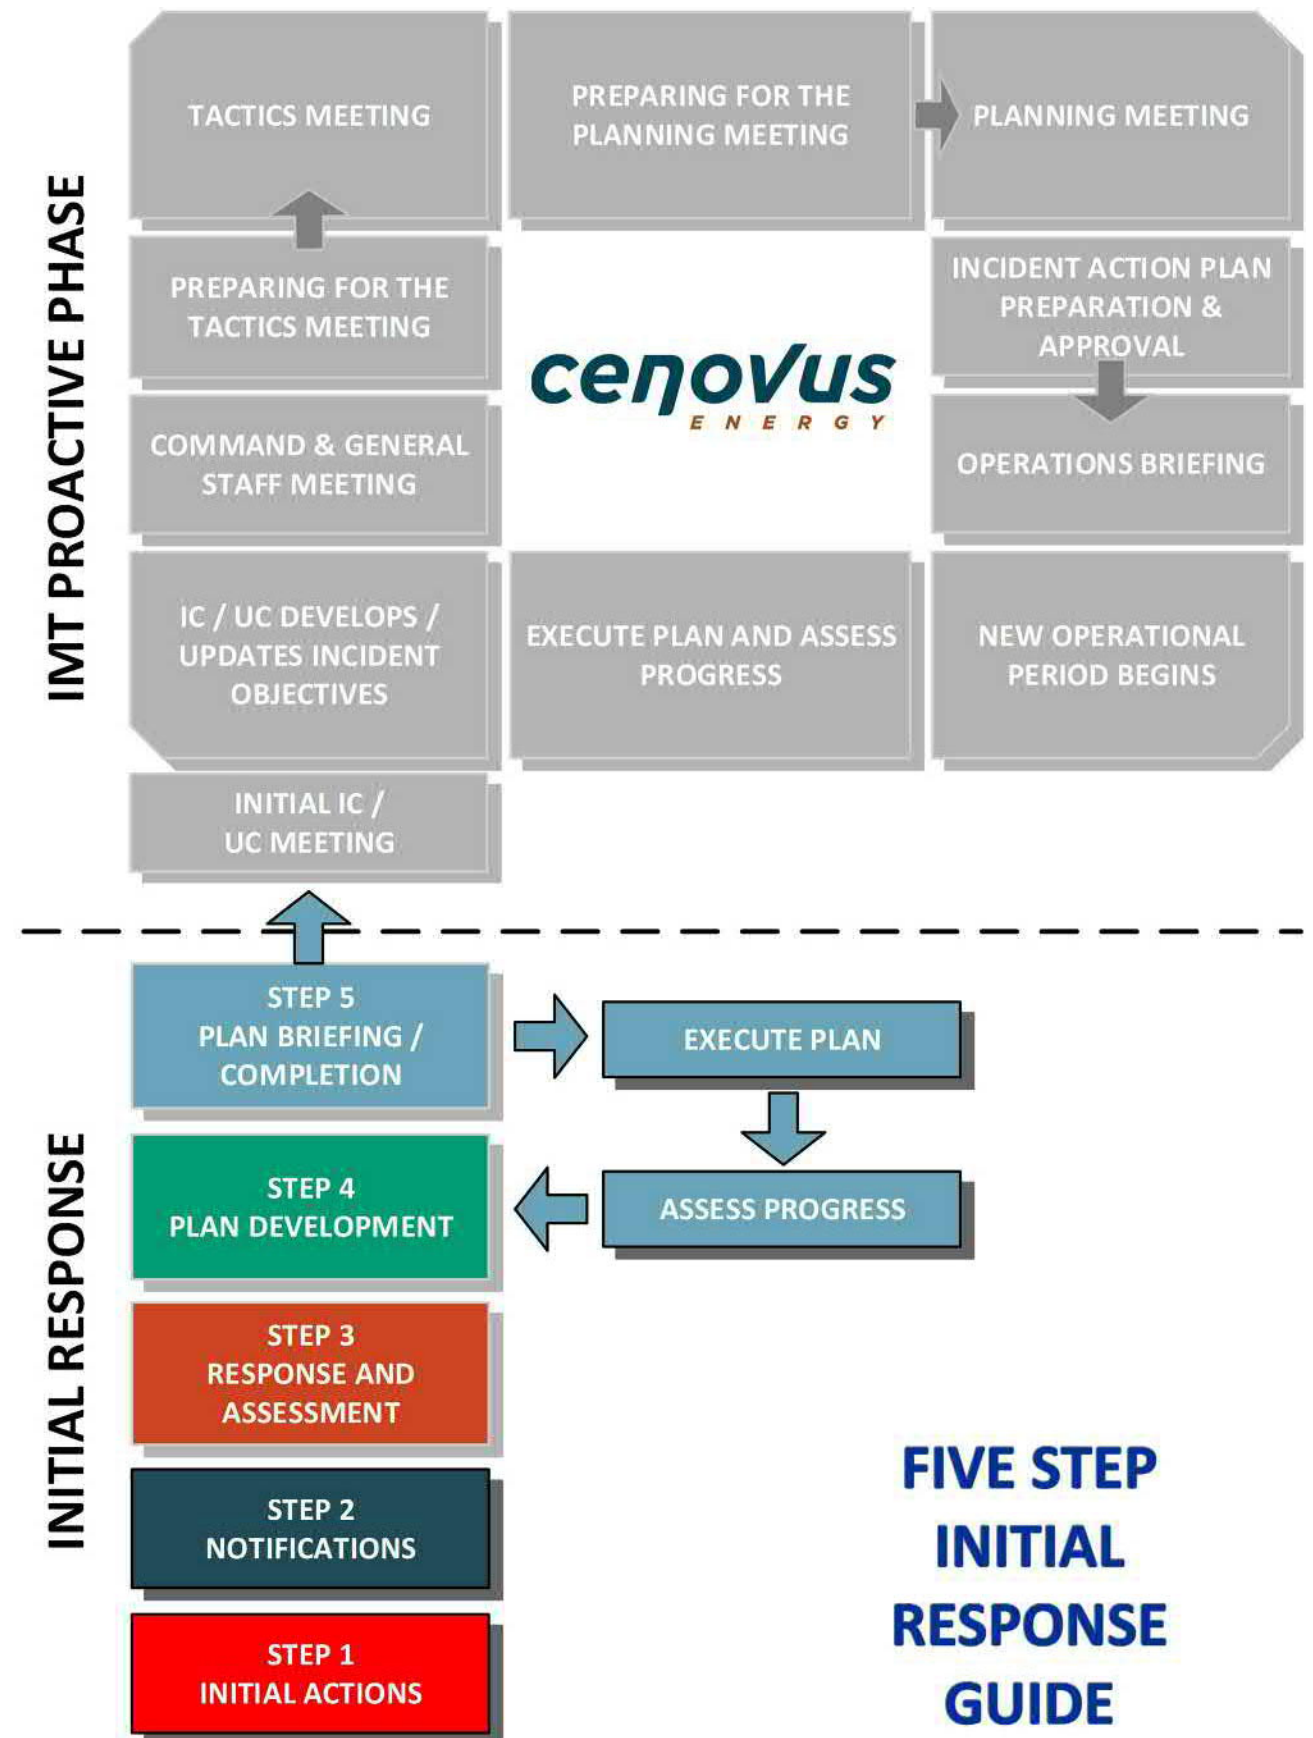 IMT PROACTIVE PHASE
TACTICS MEETING
PREPARING FOR THE
PLANNING MEETING
PLANNING MEETING
PREPARING FOR THE
TACTICS MEETING
INCIDENT ACTION PLAN
PREPARATION &
APPROVAL
cenovus
ENERGY
COMMAND & GENERAL
STAFF MEETING
OPERATIONS BRIEFING
IC / UC DEVELOPS /
UPDATES INCIDENT
OBJECTIVES
EXECUTE PLAN AND ASSESS
PROGRESS
NEW OPERATIONAL
PERIOD BEGINS
INITIAL IC /
UC MEETING
INITIAL RESPONSE
STEP 5
PLAN BRIEFING /
COMPLETION
EXECUTE PLAN
STEP 4
PLAN DEVELOPMENT
ASSESS PROGRESS
STEP 3
RESPONSE AND
ASSESSMENT
STEP 2
NOTIFICATIONS
STEP 1
INITIAL ACTIONS
FIVE STEP
INITIAL
RESPONSE
GUIDE